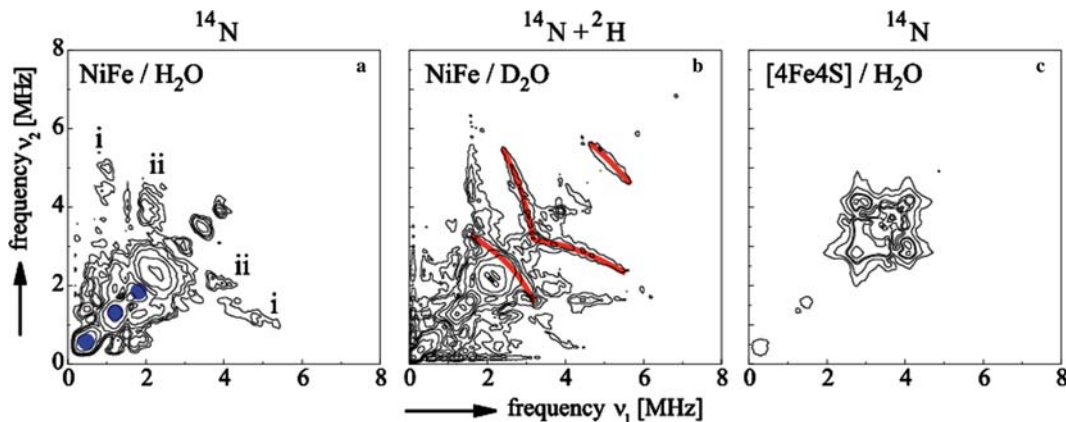 ¹⁴N
¹⁴N + ²H
¹⁴N
NiFe / H₂O
a
NiFe / D₂O
b
[4Fe4S] / H₂O
c
i
ii
ii
i
frequency ν₂ [MHz]
8
6
4
2
0
0 2 4 6 8
0 2 4 6 8
0 2 4 6 8
frequency ν₁ [MHz]